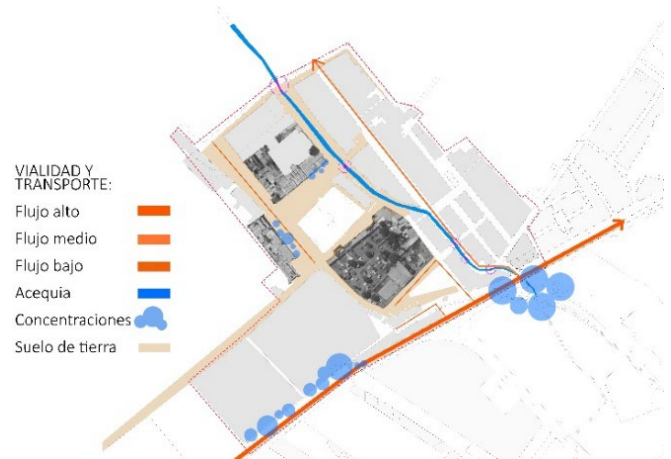 VIALIDAD Y
TRANSPORTE:
Flujo alto
Flujo medio
Flujo bajo
Acequia
Concentraciones
Suelo de tierra